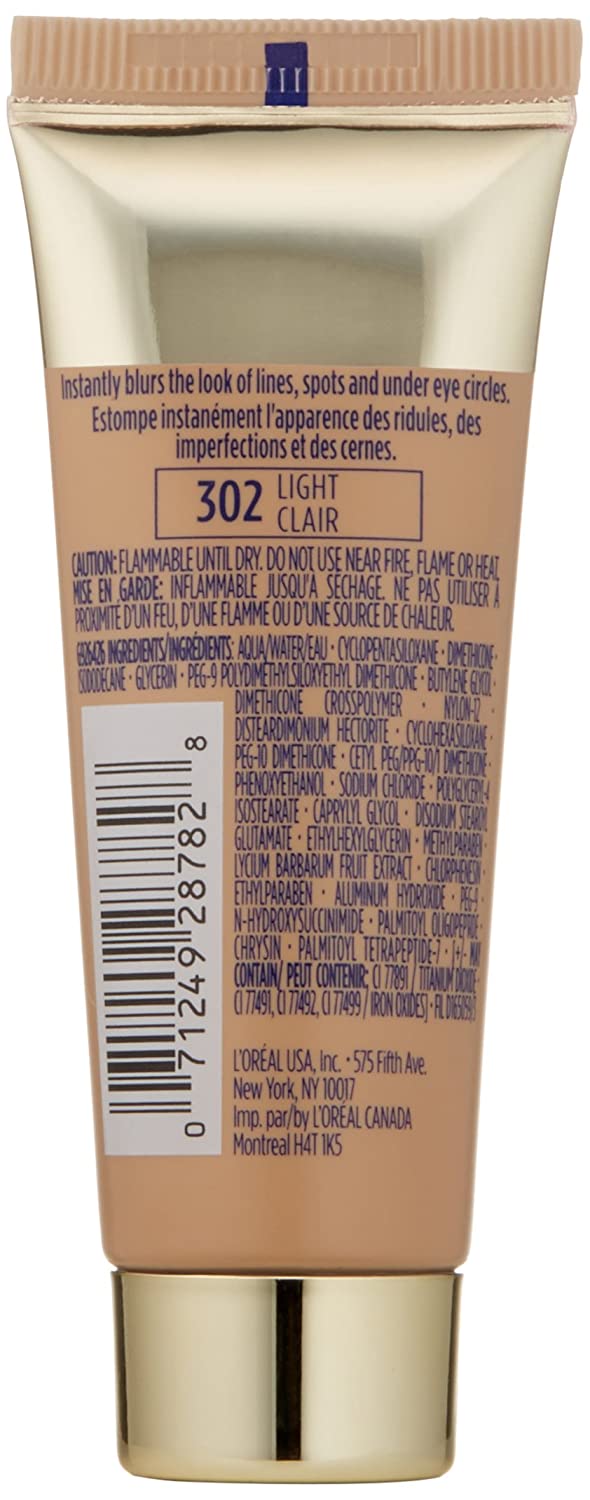 Instantly blurs the look of lines, spots and under eye circles.
Estompe instanément l'apparence des ridules, des
imperfections et des cernes.
302 LIGHT
CLAIR
CAUTION: FLAMMABLE UNTIL DRY. DO NOT USE NEAR FIRE, FLAME OR HEAT.
MISE EN GARDE: INFLAMMABLE JUSQU'A SÉCHAGE. NE PAS UTILISER À
PROXIMITÉ D'UN FEU, D'UNE FLAMME OU D'UNE SOURCE DE CHALEUR.
INGREDIENTS/INGRÉDIENTS: AQUA/WATER/EAU · CYCLOPENTASILOXANE · DIMETHICONE ·
ISODODECANE · GLYCERIN · PEG-9 POLYDIMETHYLSILOXYETHYL DIMETHICONE · BUTYLENE GLYCOL ·
DIMETHICONE CROSSPOLYMER · NYLON-12 ·
DISTEARDIMONIUM HECTORITE · CYCLOHEXASILOXANE ·
PEG-10 DIMETHICONE · CETYL PEG/PPG-10/1 DIMETHICONE ·
PHENOXYETHANOL · SODIUM CHLORIDE · POLYGLYCERYL-4
ISOSTEARATE · CAPRYLYL GLYCOL · DISODIUM STEAROYL
GLUTAMATE · ETHYLHEXYLGLYCERIN · METHYLPARABEN ·
LYCIUM BARBARUM FRUIT EXTRACT · CHLORPHENESIN ·
ETHYLPARABEN · ALUMINUM HYDROXIDE · PEG-9 ·
N-HYDROXYSUCCINIMIDE · PALMITOYL OLIGOPEPTIDE ·
CHRYSIN · PALMITOYL TETRAPEPTIDE-7 · [+/- MAY
CONTAIN/ PEUT CONTENIR: CI 77891 / TITANIUM DIOXIDE ·
CI 77491, CI 77492, CI 77499 / IRON OXIDES] ·
0 71249 28782 8
L'ORÉAL USA, Inc. · 575 Fifth Ave.
New York, NY 10017
Imp. par/by L'ORÉAL CANADA
Montreal H4T 1K5